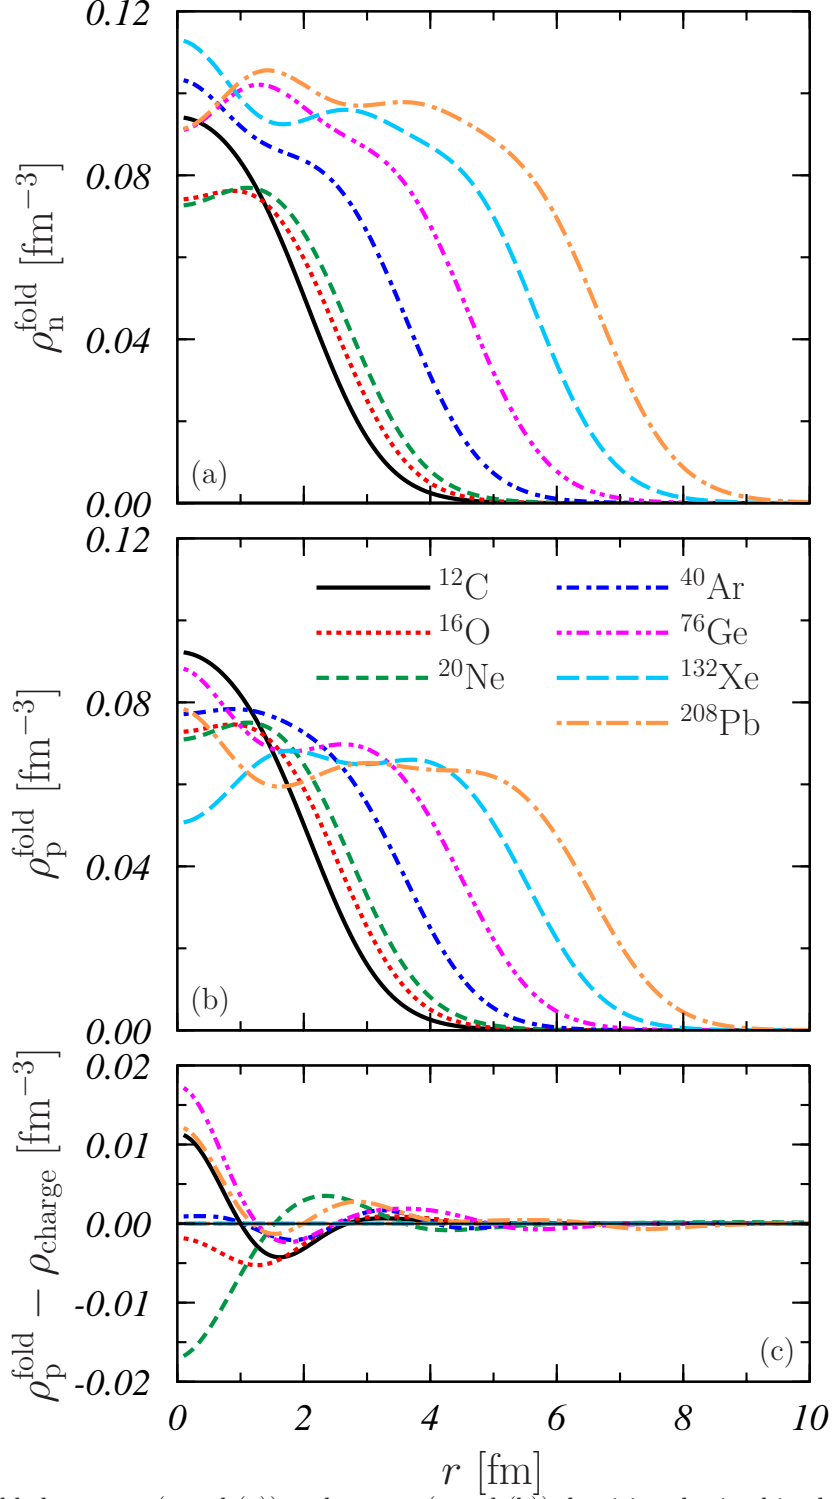 0.12
0.08
0.04
0.00
ρ_n^fold [fm⁻³]
(a)
0.12
0.08
0.04
0.00
ρ_p^fold [fm⁻³]
¹²C
¹⁶O
²⁰Ne
⁴⁰Ar
⁷⁶Ge
¹³²Xe
²⁰⁸Pb
(b)
0.02
0.01
0.00
-0.01
-0.02
ρ_p^fold − ρ_charge [fm⁻³]
(c)
0 2 4 6 8 10
r [fm]